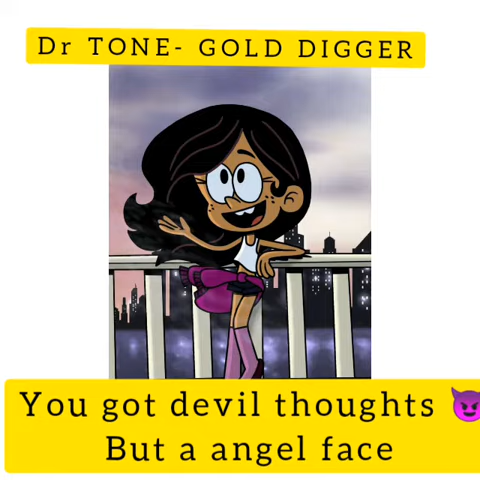 Dr TONE- GOLD DIGGER
You got devil thoughts 😈
But a angel face